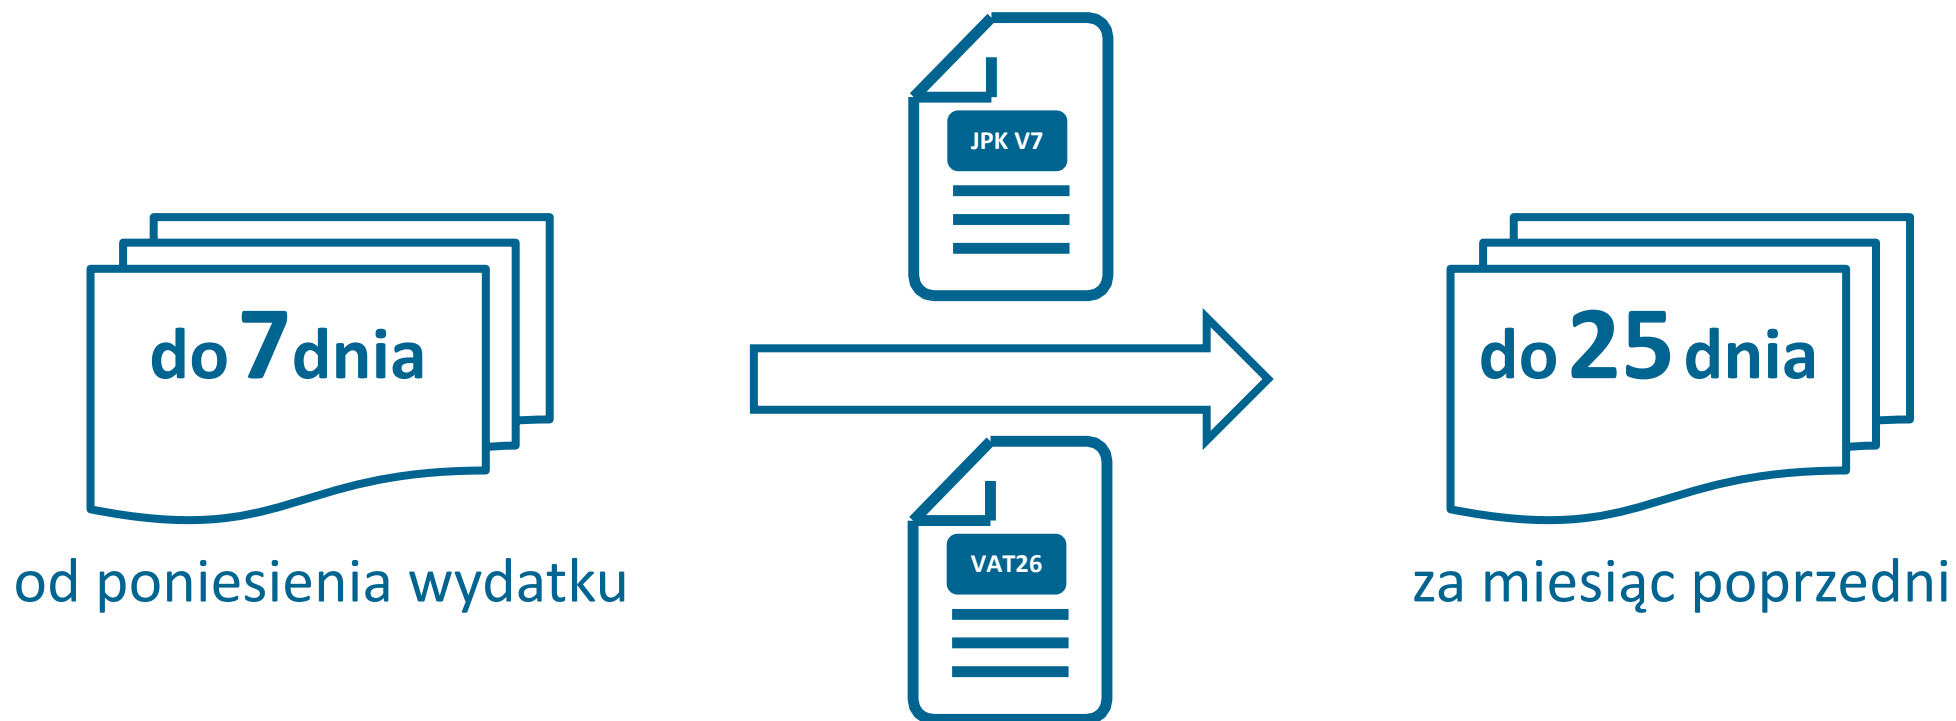 JPK V7
do 7 dnia
do 25 dnia
VAT26
od poniesienia wydatku
za miesiąc poprzedni